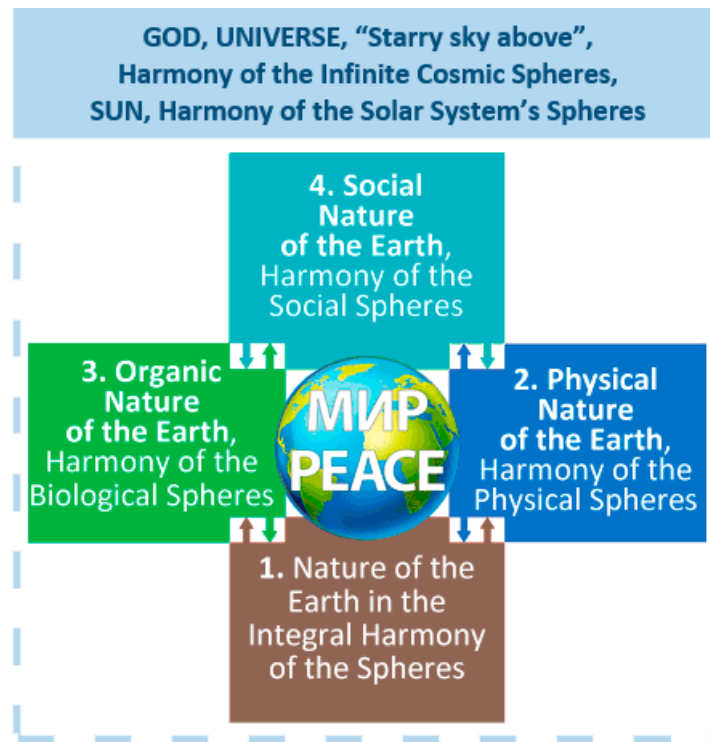 GOD, UNIVERSE, “Starry sky above”,
Harmony of the Infinite Cosmic Spheres,
SUN, Harmony of the Solar System’s Spheres
4. Social
Nature
of the Earth,
Harmony of the
Social Spheres
3. Organic
Nature
of the Earth,
Harmony of the
Biological Spheres
МИР
PEACE
2. Physical
Nature
of the Earth,
Harmony of the
Physical Spheres
1. Nature of the
Earth in the
Integral Harmony
of the Spheres